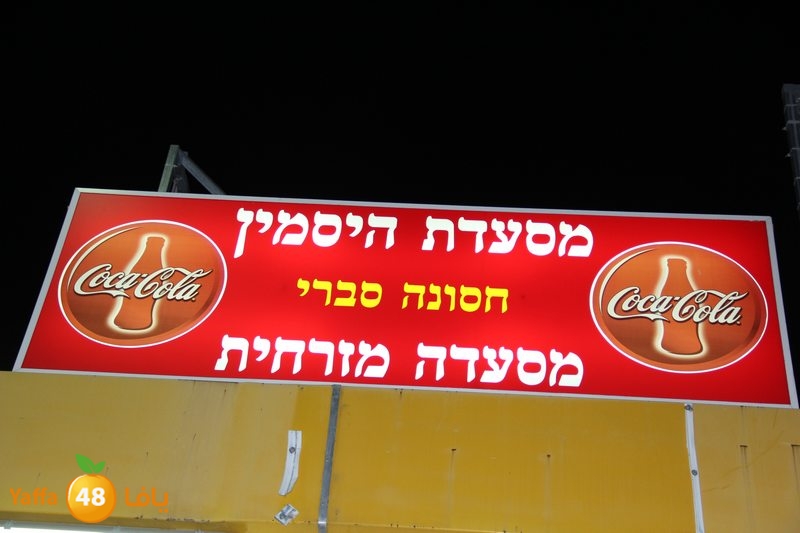 מסעדת היסמין
חסונה סברי
מסעדה מזרחית
Coca-Cola
Coca-Cola
Yaffa 48 يافا